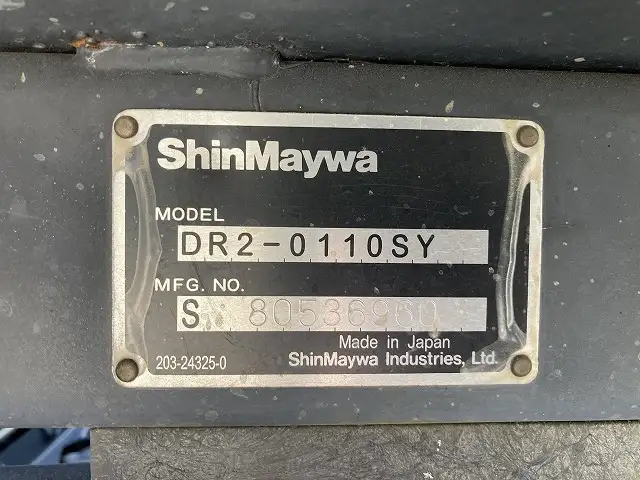 ShinMaywa
MODEL
DR2-0110SY
MFG. NO.
S 80536960
Made in Japan
203-24325-0 ShinMaywa Industries, Ltd.